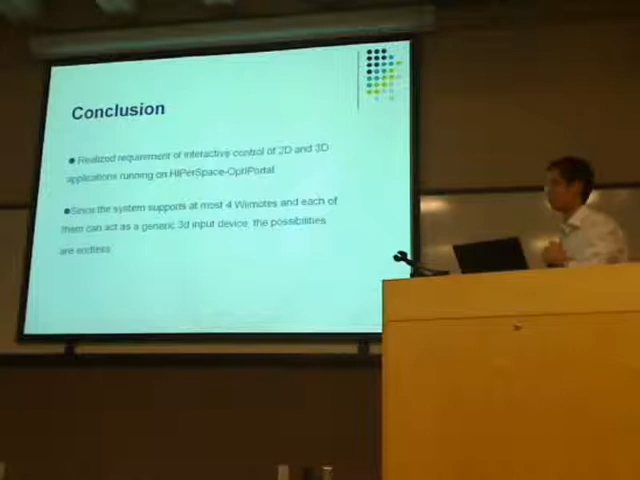 Conclusion
● Realized requirement of interactive control of 2D and 3D
applications running on HIPerSpace-OptIPortal.
●Since the system supports at most 4 Wiimotes and each of
them can act as a generic 3d input device, the possibilities
are endless.